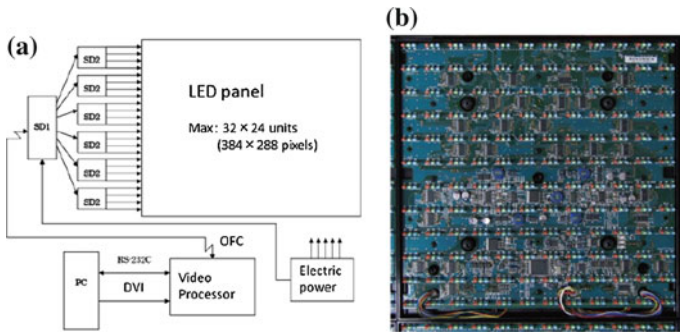 (a)
SD2
SD2
SD2
SD2
SD2
SD2
SD1
LED panel
Max: 32 × 24 units
(384 × 288 pixels)
OFC
RS-232C
PC
DVI
Video
Processor
Electric
power
(b)